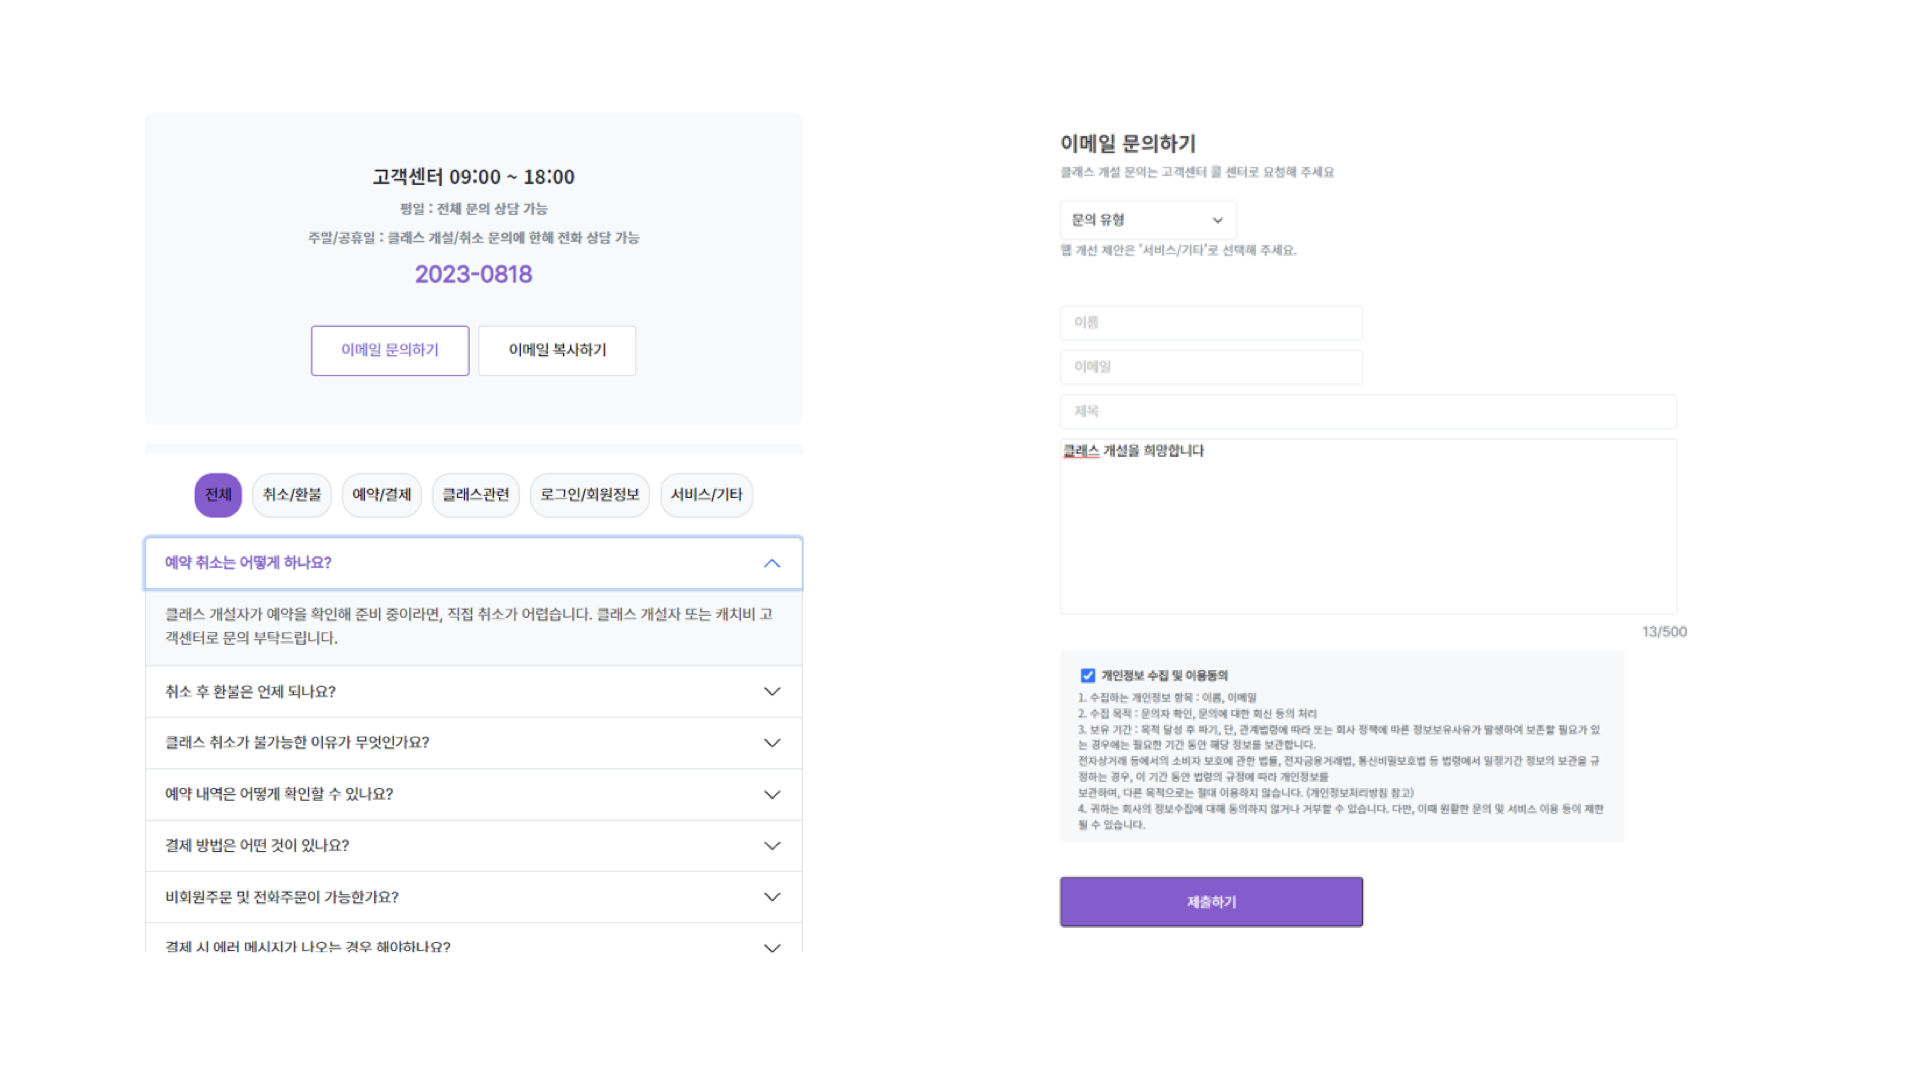 고객센터 09:00 ~ 18:00
평일 : 전체 문의 상담 가능
주말/공휴일 : 클래스 개설/취소 문의에 한해 전화 상담 가능
2023-0818
이메일 문의하기
이메일 복사하기
전체
취소/환불
예약/결제
클래스관련
로그인/회원정보
서비스/기타
예약 취소는 어떻게 하나요?
클래스 개설자가 예약을 확인해 준비 중이라면, 직접 취소가 어렵습니다. 클래스 개설자 또는 캐치비 고
객센터로 문의 부탁드립니다.
취소 후 환불은 언제 되나요?
클래스 취소가 불가능한 이유가 무엇인가요?
예약 내역은 어떻게 확인할 수 있나요?
결제 방법은 어떤 것이 있나요?
비회원주문 및 전화주문이 가능한가요?
결제 시 에러 메시지가 나오는 경우 해야하나요?
이메일 문의하기
클래스 개설 문의는 고객센터 콜 센터로 요청해 주세요
문의 유형
웹 개선 제안은 '서비스/기타'로 선택해 주세요.
이름
이메일
제목
클래스 개설을 희망합니다
13/500
개인정보 수집 및 이용동의
1. 수집하는 개인정보 항목 : 이름, 이메일
2. 수집 목적 : 문의자 확인, 문의에 대한 회신 등의 처리
3. 보유 기간 : 목적 달성 후 파기, 단, 관계법령에 따라 또는 회사 정책에 따른 정보보유사유가 발생하여 보존할 필요가 있
는 경우에는 필요한 기간 동안 해당 정보를 보관합니다.
전자상거래 등에서의 소비자 보호에 관한 법률, 전자금융거래법, 통신비밀보호법 등 법령에서 일정기간 정보의 보관을 규
정하는 경우, 이 기간 동안 법령의 규정에 따라 개인정보를
보관하며, 다른 목적으로는 절대 이용하지 않습니다. (개인정보처리방침 참고)
4. 귀하는 회사의 정보수집에 대해 동의하지 않거나 거부할 수 있습니다. 다만, 이때 원활한 문의 및 서비스 이용 등이 제한
될 수 있습니다.
제출하기